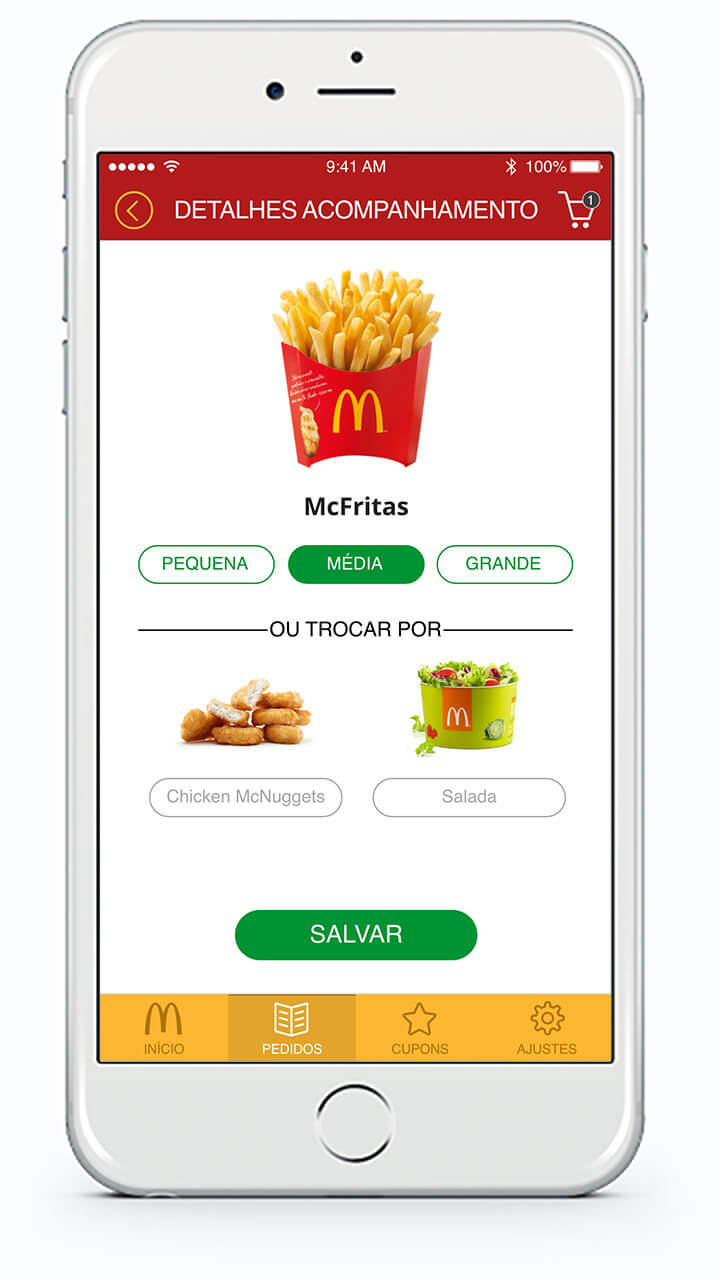 9:41 AM
100%
DETALHES ACOMPANHAMENTO
1
McFritas
PEQUENA
MÉDIA
GRANDE
OU TROCAR POR
Chicken McNuggets
Salada
SALVAR
INÍCIO
PEDIDOS
CUPONS
AJUSTES